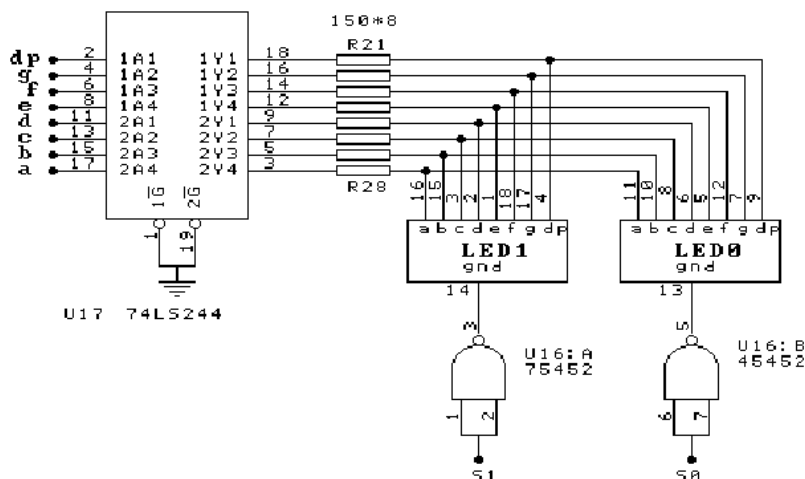 150*8
R21
dp 2 1A1 1Y1 18
g 4 1A2 1Y2 16
f 6 1A3 1Y3 14
e 8 1A4 1Y4 12
d 11 2A1 2Y1 9
c 13 2A2 2Y2 7
b 15 2A3 2Y3 5
a 17 2A4 2Y4 3
R28
1G 2G
1 19
U17 74LS244
16 15 3 2 1 18 17 4
a b c d e f g dp
LED1
gnd
14
11 10 8 6 5 12 7 9
a b c d e f g dp
LED0
gnd
13
3
U16:A
75452
1 2
S1
5
U16:B
45452
6 7
S0